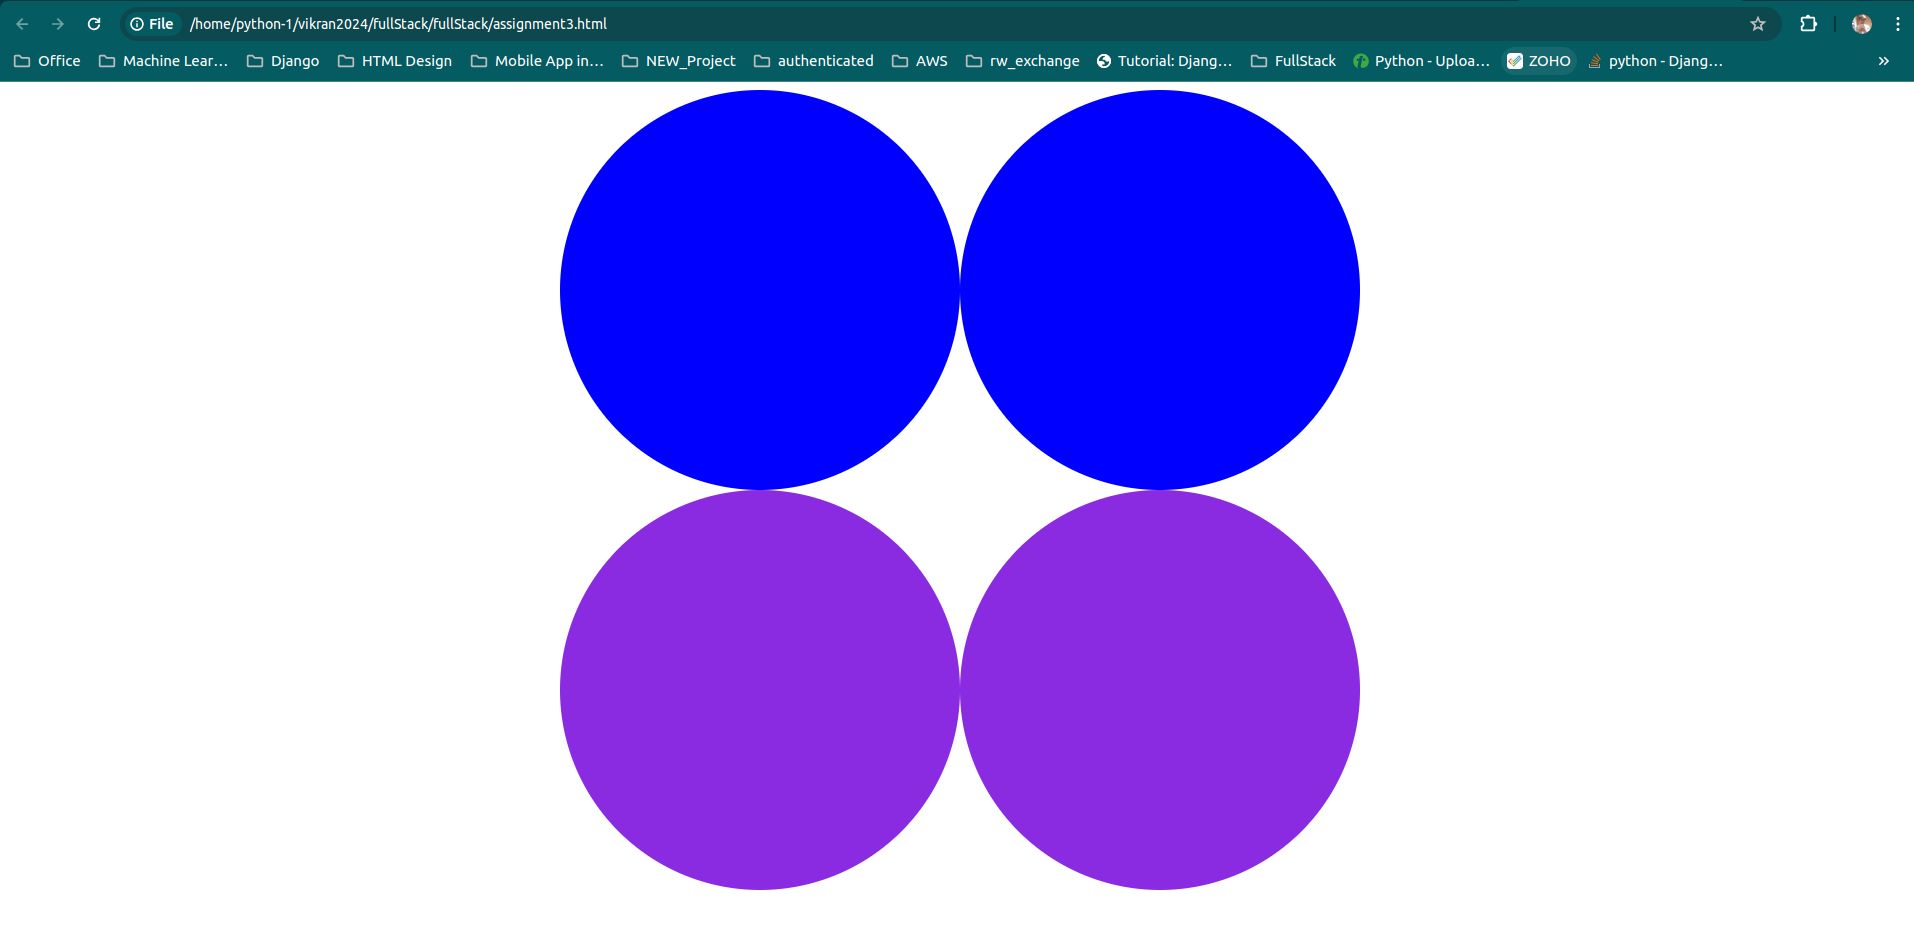 File /home/python-1/vikran2024/fullStack/fullStack/assignment3.html
Office Machine Lear… Django HTML Design Mobile App in… NEW_Project authenticated AWS rw_exchange Tutorial: Djang… FullStack Python - Uploa… ZOHO python - Djang… »